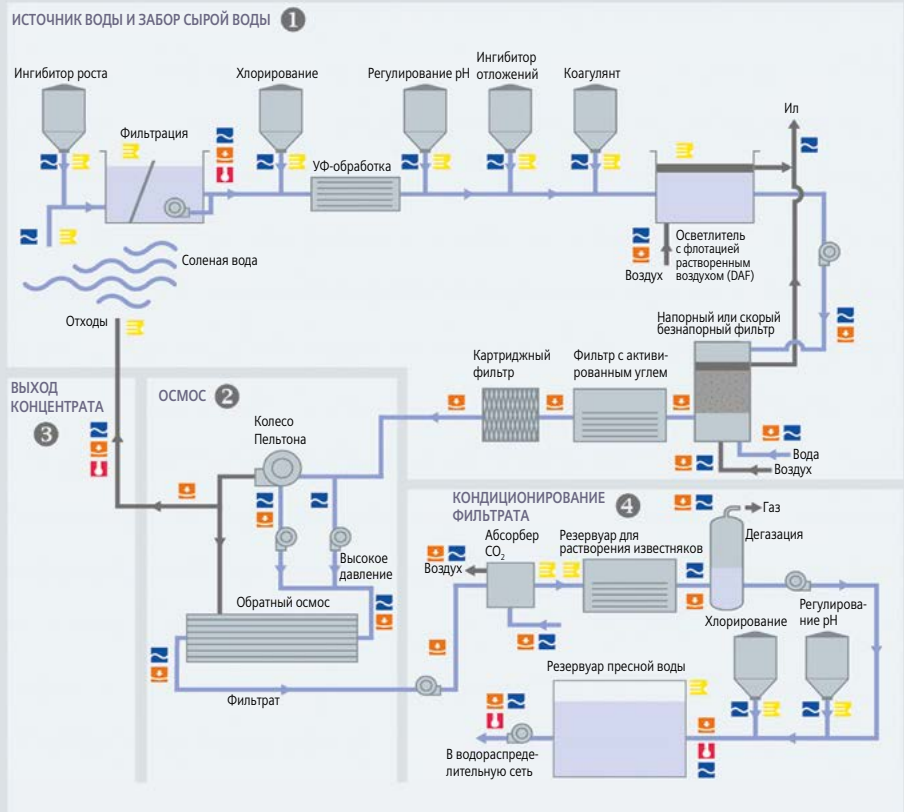 ИСТОЧНИК ВОДЫ И ЗАБОР СЫРОЙ ВОДЫ 1
Ингибитор роста
Фильтрация
Хлорирование
УФ-обработка
Регулирование pH
Ингибитор
отложений
Коагулянт
Ил
Соленая вода
Воздух
Осветлитель
с флотацией
растворенным
воздухом (DAF)
Отходы
Напорный или скорый
безнапорный фильтр
Картриджный
фильтр
Фильтр с активи-
рованным углем
Вода
Воздух
ВЫХОД
КОНЦЕНТРАТА
3
ОСМОС 2
Колесо
Пельтона
Высокое
давление
Обратный осмос
Фильтрат
КОНДИЦИОНИРОВАНИЕ
ФИЛЬТРАТА
4
Газ
Абсорбер
CO2
Воздух
Резервуар для
растворения известняков
Дегазация
Хлорирование
Регулирова-
ние pH
Резервуар пресной воды
В водораспреде-
лительную сеть